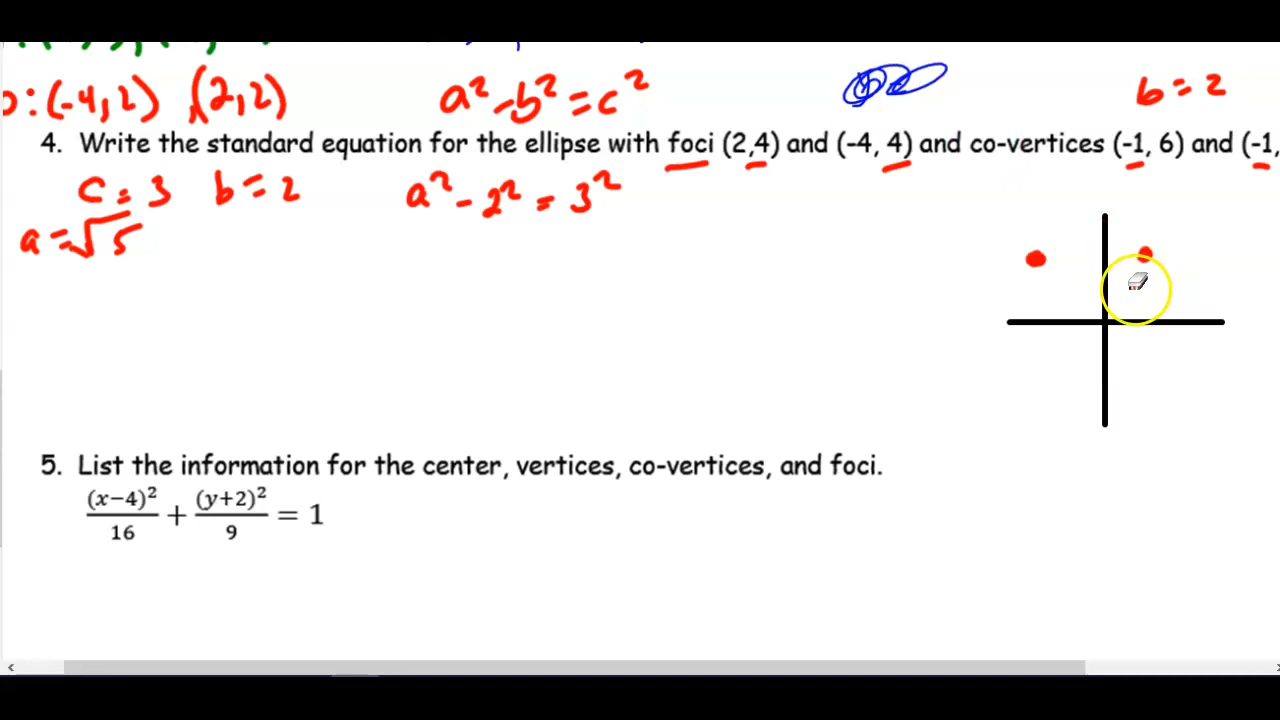 : (-4, 2) (2, 2) a² - b² = c² b = 2
4. Write the standard equation for the ellipse with foci (2,4) and (-4, 4) and co-vertices (-1, 6) and (-1,
c = 3 b = 2 a² - 2² = 3²
a = √5
5. List the information for the center, vertices, co-vertices, and foci.
(x−4)²/16 + (y+2)²/9 = 1